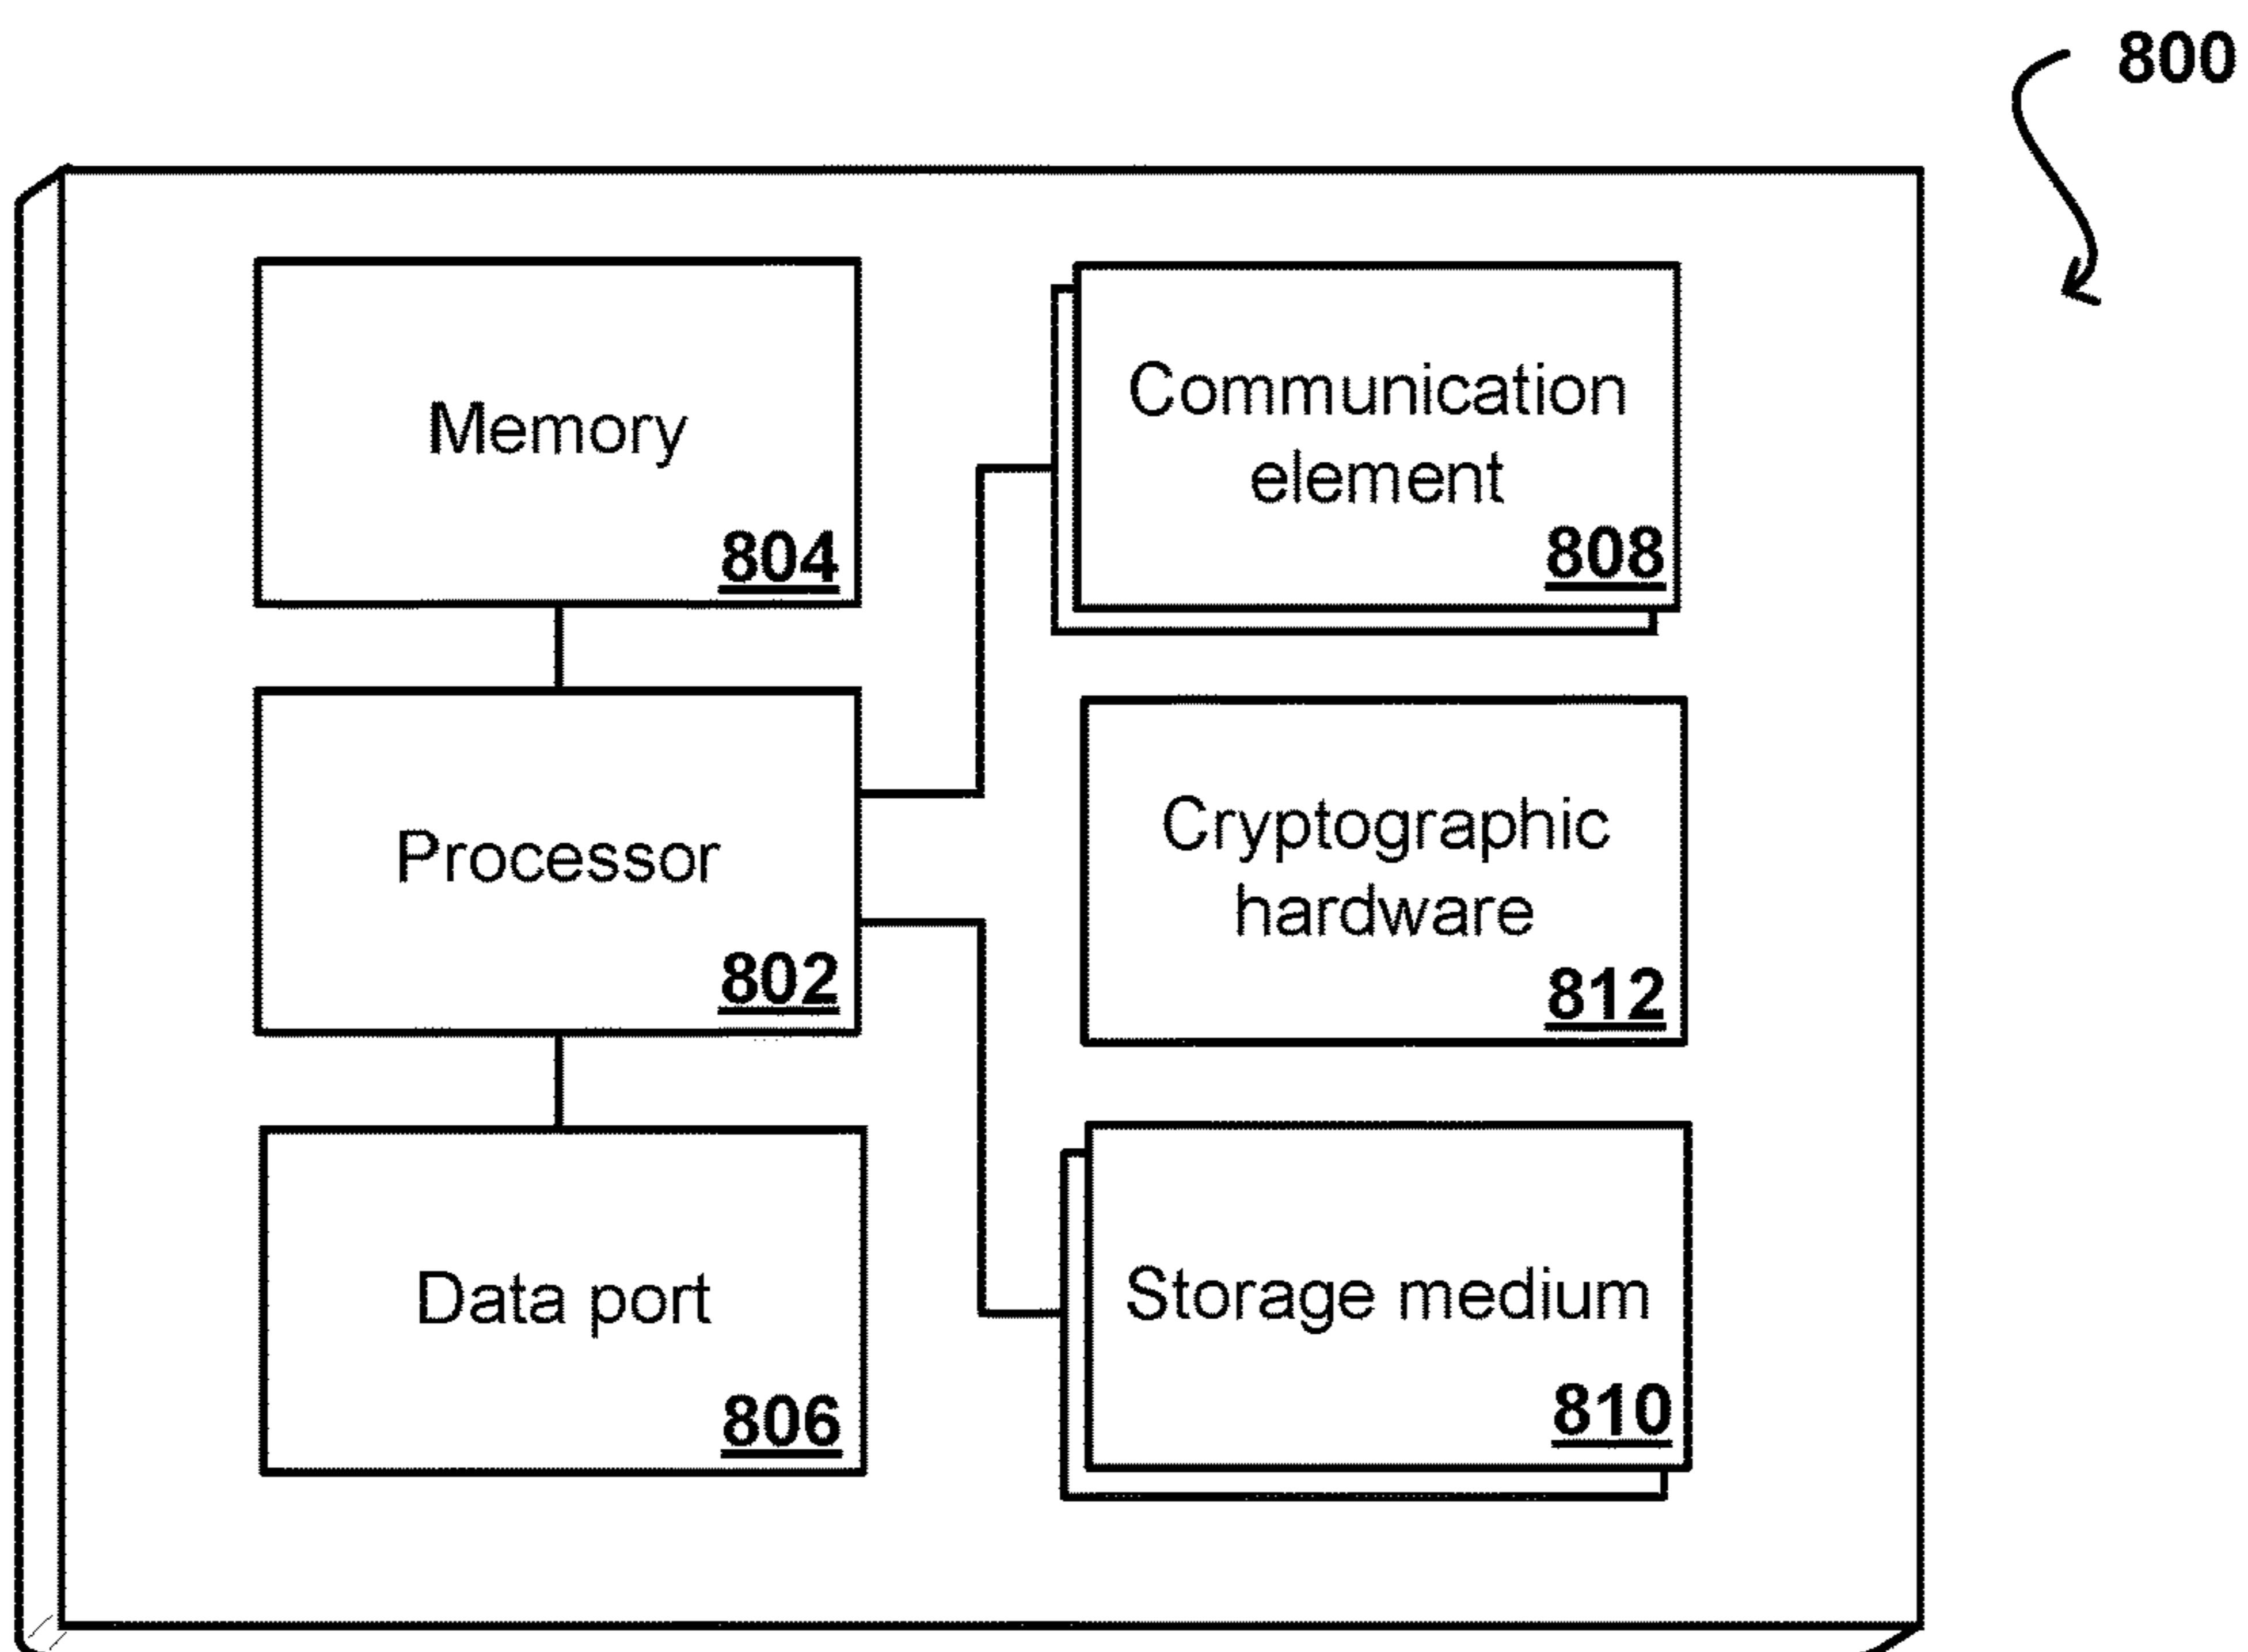 800
Memory
804
Communication
element
808
Processor
802
Cryptographic
hardware
812
Data port
806
Storage medium
810